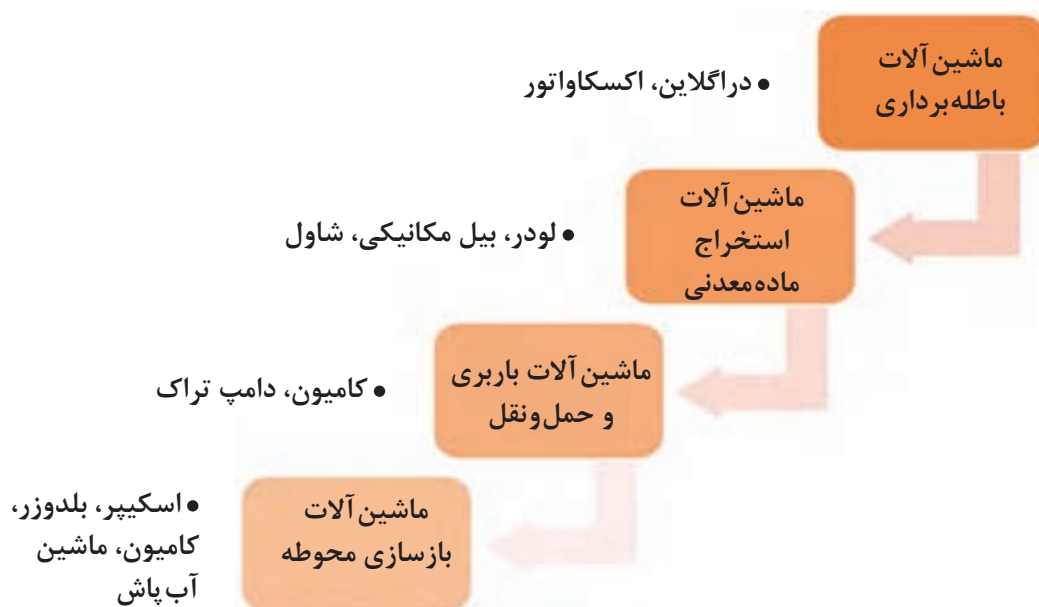 ماشین‌آلات
باطله‌برداری
● دراگلاین، اکسکاواتور
ماشین‌آلات
استخراج
ماده‌معدنی
● لودر، بیل مکانیکی، شاول
ماشین‌آلات باربری
و حمل‌ونقل
● کامیون، دامپ تراک
ماشین‌آلات
بازسازی محوطه
● اسکیپر، بلدوزر،
کامیون، ماشین
آب‌پاش